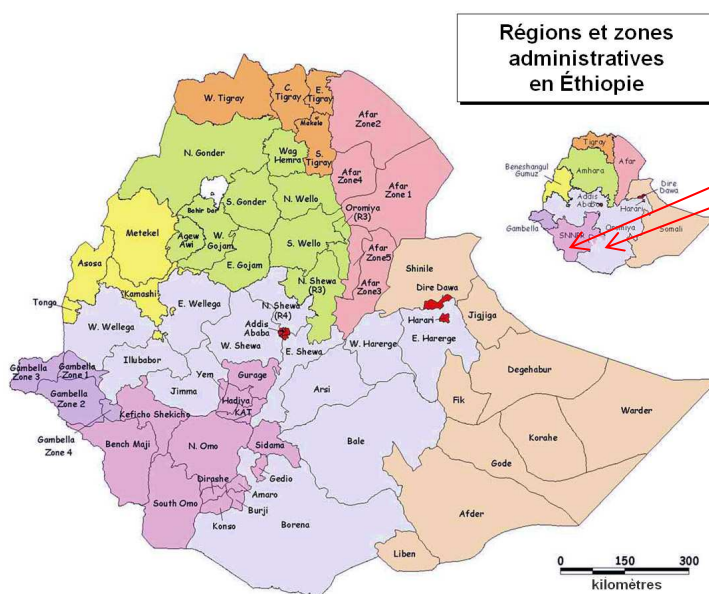 Régions et zones
administratives
en Éthiopie
W. Tigray
C.
Tigray
E.
Tigray
Mekele
S.
Tigray
Afar
Zone2
N. Gonder
Wag
Hemra
Afar
Zone4
Afar
Zone 1
Bahir Dar
S. Gonder
N. Wello
Oromiya
(R3)
Metekel
Agew
Awi
W.
Gojam
S. Wello
Afar
Zone5
E. Gojam
Asosa
Kamashi
N. Shewa
(R3)
Afar
Zone3
Shinile
Dire Dawa
Tonga
E. Wellega
N. Shewa
(R4)
Harari
Jigjiga
W. Wellega
Addis
Ababa
W. Shewa
E. Shewa
W. Harerge
E. Harerge
Illubabor
Yem
Gurage
Degehabur
Gambella
Zone 3
Gambella
Zone1
Jimma
Hadiya
KAT
Arsi
Fik
Warder
Gambella
Zone 2
Keficho Shekicho
Gambella
Zone 4
Bench Maji
N. Omo
Sidama
Bale
Korahe
Gode
Gedio
Dirashe
Amaro
South Omo
Burji
Konso
Borena
Afder
Liben
Tigray
Beneshangul
Gumuz
Amhara
Afar
Addis
Ababa
Dire
Dawa
Harari
Gambella
SNNPR
Oromiya
Somali
0 150 300
kilomètres